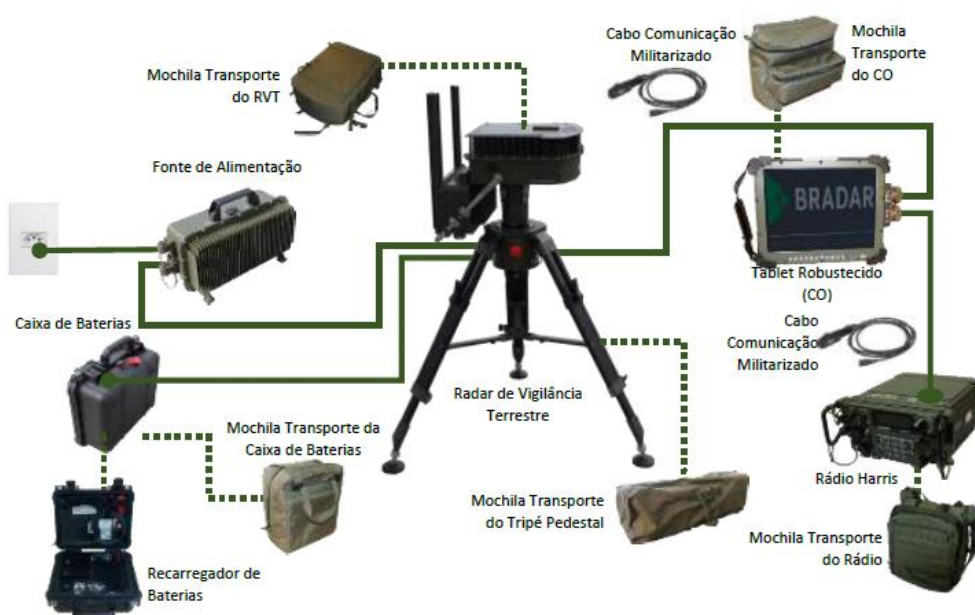 Mochila Transporte
do RVT
Cabo Comunicação
Militarizado
Mochila
Transporte
do CO
Fonte de Alimentação
BRADAR
Tablet Robustecido
(CO)
Caixa de Baterias
Cabo
Comunicação
Militarizado
Radar de Vigilância
Terrestre
Mochila Transporte da
Caixa de Baterias
Rádio Harris
Mochila Transporte
do Tripé Pedestal
Mochila Transporte
do Rádio
Recarregador de
Baterias